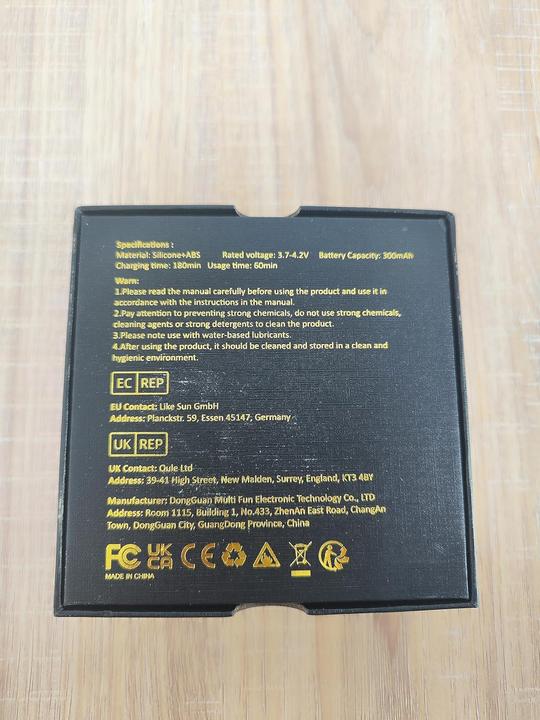 Specifications :
Material: Silicone+ABS Rated voltage: 3.7-4.2V Battery Capacity: 300mAh
Charging time: 180min Usage time: 60min
Warn:
1.Please read the manual carefully before using the product and use it in
accordance with the instructions in the manual.
2.Pay attention to preventing strong chemicals, do not use strong chemicals,
cleaning agents or strong detergents to clean the product.
3.Please note use with water-based lubricants.
4.After using the product, it should be cleaned and stored in a clean and
hygienic environment.
EC REP
EU Contact: Like Sun GmbH
Address: Planckstr. 59, Essen 45147, Germany
UK REP
UK Contact: Qule Ltd
Address: 39-41 High Street, New Malden, Surrey, England, KT3 4BY
Manufacturer: DongGuan Multi Fun Electronic Technology Co., LTD
Address: Room 1115, Building 1, No.433, ZhenAn East Road, ChangAn
Town, DongGuan City, GuangDong Province, China
FC UK CA CE
MADE IN CHINA